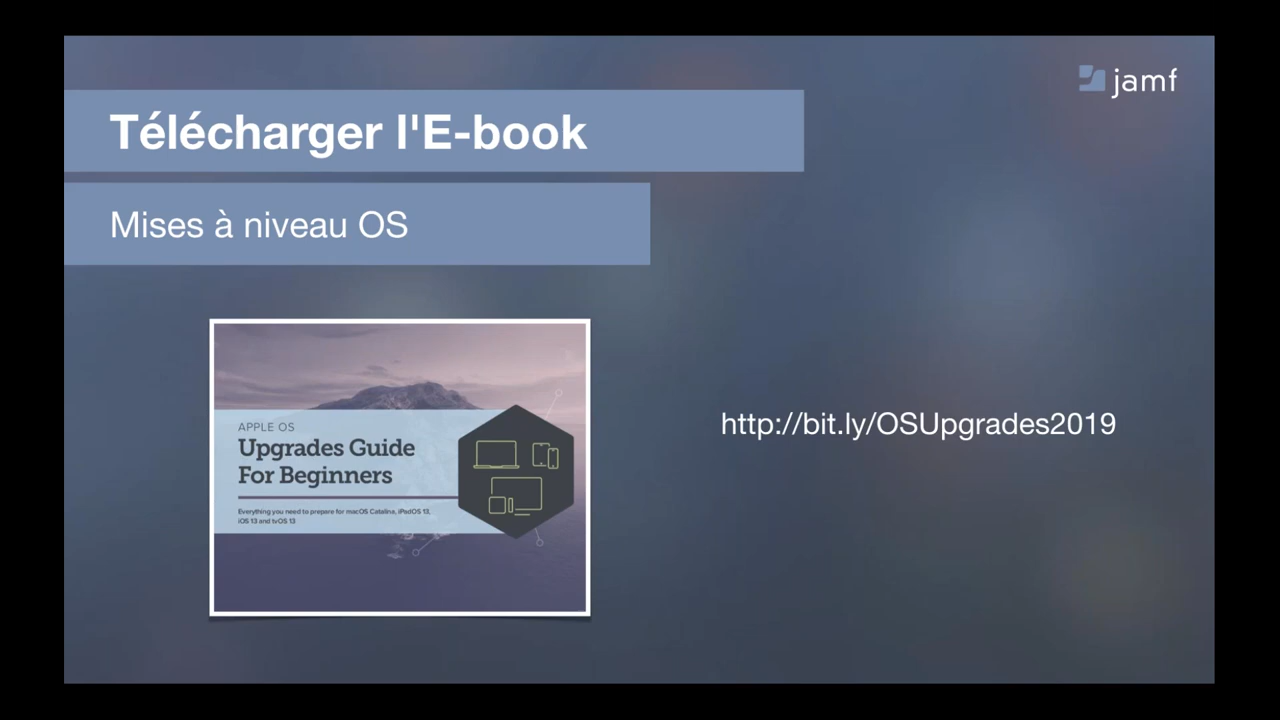 jamf
Télécharger l'E-book
Mises à niveau OS
APPLE OS
Upgrades Guide
For Beginners
Everything you need to prepare for macOS Catalina, iPadOS 13,
iOS 13 and tvOS 13
http://bit.ly/OSUpgrades2019